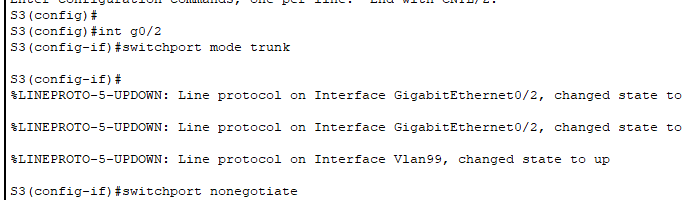 Enter configuration commands, one per line. End with CNTL/Z.
S3(config)#
S3(config)#int g0/2
S3(config-if)#switchport mode trunk
S3(config-if)#
%LINEPROTO-5-UPDOWN: Line protocol on Interface GigabitEthernet0/2, changed state to
%LINEPROTO-5-UPDOWN: Line protocol on Interface GigabitEthernet0/2, changed state to
%LINEPROTO-5-UPDOWN: Line protocol on Interface Vlan99, changed state to up
S3(config-if)#switchport nonegotiate